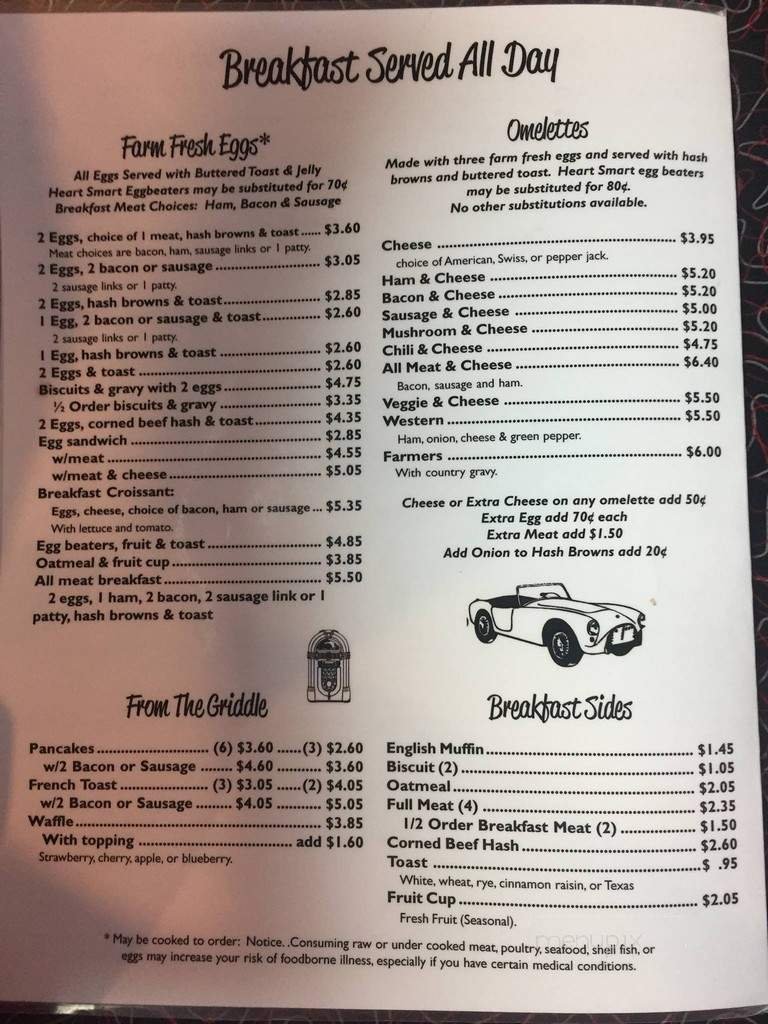 Breakfast Served All Day
Farm Fresh Eggs*
All Eggs Served with Buttered Toast & Jelly
Heart Smart Eggbeaters may be substituted for 70¢
Breakfast Meat Choices: Ham, Bacon & Sausage
2 Eggs, choice of 1 meat, hash browns & toast...... $3.60
Meat choices are bacon, ham, sausage links or 1 patty.
2 Eggs, 2 bacon or sausage............................ $3.05
2 sausage links or 1 patty.
2 Eggs, hash browns & toast.......................... $2.85
1 Egg, 2 bacon or sausage & toast............... $2.60
2 sausage links or 1 patty.
1 Egg, hash browns & toast ........................... $2.60
2 Eggs & toast ................................................ $2.60
Biscuits & gravy with 2 eggs......................... $4.75
½ Order biscuits & gravy .......................... $3.35
2 Eggs, corned beef hash & toast.................. $4.35
Egg sandwich .................................................. $2.85
w/meat ........................................................ $4.55
w/meat & cheese........................................ $5.05
Breakfast Croissant:
Eggs, cheese, choice of bacon, ham or sausage ... $5.35
With lettuce and tomato.
Egg beaters, fruit & toast............................. $4.85
Oatmeal & fruit cup....................................... $3.85
All meat breakfast......................................... $5.50
2 eggs, 1 ham, 2 bacon, 2 sausage link or 1
patty, hash browns & toast
Omelettes
Made with three farm fresh eggs and served with hash
browns and buttered toast. Heart Smart egg beaters
may be substituted for 80¢.
No other substitutions available.
Cheese ............................................................. $3.95
choice of American, Swiss, or pepper jack.
Ham & Cheese ................................................ $5.20
Bacon & Cheese .............................................. $5.20
Sausage & Cheese .......................................... $5.00
Mushroom & Cheese ...................................... $5.20
Chili & Cheese ................................................ $4.75
All Meat & Cheese .......................................... $6.40
Bacon, sausage and ham.
Veggie & Cheese ............................................. $5.50
Western ........................................................... $5.50
Ham, onion, cheese & green pepper.
Farmers ........................................................... $6.00
With country gravy.
Cheese or Extra Cheese on any omelette add 50¢
Extra Egg add 70¢ each
Extra Meat add $1.50
Add Onion to Hash Browns add 20¢
From The Griddle
Pancakes............................ (6) $3.60 ......(3) $2.60
w/2 Bacon or Sausage ........ $4.60 ........... $3.60
French Toast ...................... (3) $3.05 ......(2) $4.05
w/2 Bacon or Sausage ......... $4.05 ........... $5.05
Waffle............................................................... $3.85
With topping ....................................... add $1.60
Strawberry, cherry, apple, or blueberry.
Breakfast Sides
English Muffin..................................................... $1.45
Biscuit (2)........................................................... $1.05
Oatmeal.............................................................. $2.05
Full Meat (4) ...................................................... $2.35
1/2 Order Breakfast Meat (2) ................... $1.50
Corned Beef Hash............................................ $2.60
Toast ....................................................................$ .95
White, wheat, rye, cinnamon raisin, or Texas
Fruit Cup............................................................ $2.05
Fresh Fruit (Seasonal).
* May be cooked to order: Notice. .Consuming raw or under cooked meat, poultry, seafood, shell fish, or
eggs may increase your risk of foodborne illness, especially if you have certain medical conditions.
menupix